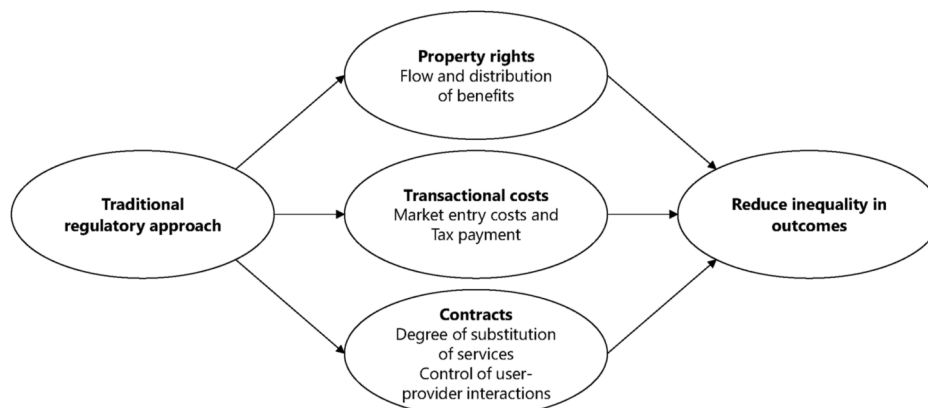 Property rights
Flow and distribution
of benefits
Traditional
regulatory approach
Transactional costs
Market entry costs and
Tax payment
Reduce inequality in
outcomes
Contracts
Degree of substitution
of services
Control of user-
provider interactions